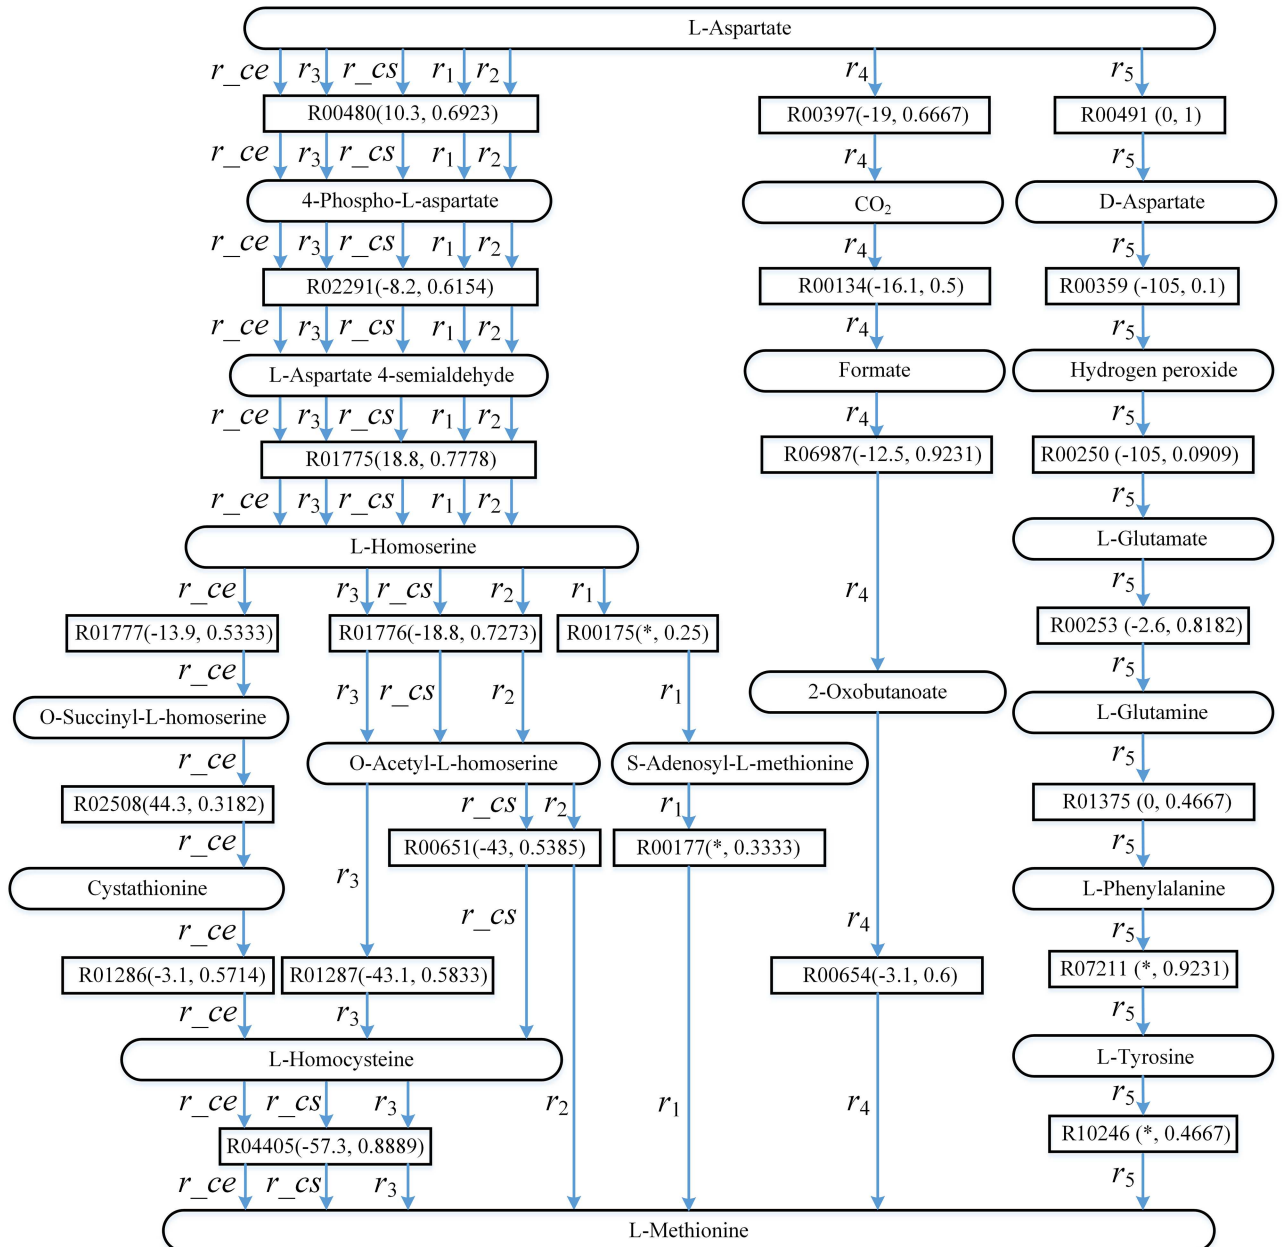 L-Aspartate
r_ce r3 r_cs r1 r2 r4 r5
R00480(10.3, 0.6923) R00397(-19, 0.6667) R00491 (0, 1)
r_ce r3 r_cs r1 r2 r4 r5
4-Phospho-L-aspartate CO2 D-Aspartate
r_ce r3 r_cs r1 r2 r4 r5
R02291(-8.2, 0.6154) R00134(-16.1, 0.5) R00359 (-105, 0.1)
r_ce r3 r_cs r1 r2 r4 r5
L-Aspartate 4-semialdehyde Formate Hydrogen peroxide
r_ce r3 r_cs r1 r2 r4 r5
R01775(18.8, 0.7778) R06987(-12.5, 0.9231) R00250 (-105, 0.0909)
r_ce r3 r_cs r1 r2 r5
L-Homoserine L-Glutamate
r_ce r3 r_cs r2 r1 r4 r5
R01777(-13.9, 0.5333) R01776(-18.8, 0.7273) R00175(*, 0.25) R00253 (-2.6, 0.8182)
r_ce r3 r_cs r2 r1 r5
O-Succinyl-L-homoserine 2-Oxobutanoate L-Glutamine
r_ce r5
O-Acetyl-L-homoserine S-Adenosyl-L-methionine
r_cs r2 r1
R02508(44.3, 0.3182) R01375 (0, 0.4667)
r_ce r5
R00651(-43, 0.5385) R00177(*, 0.3333)
r3
Cystathionine L-Phenylalanine
r_ce r_cs r4 r5
R01286(-3.1, 0.5714) R01287(-43.1, 0.5833) R00654(-3.1, 0.6) R07211 (*, 0.9231)
r_ce r3 r5
L-Homocysteine L-Tyrosine
r_ce r_cs r3 r2 r1 r4 r5
R04405(-57.3, 0.8889) R10246 (*, 0.4667)
r_ce r_cs r3 r5
L-Methionine